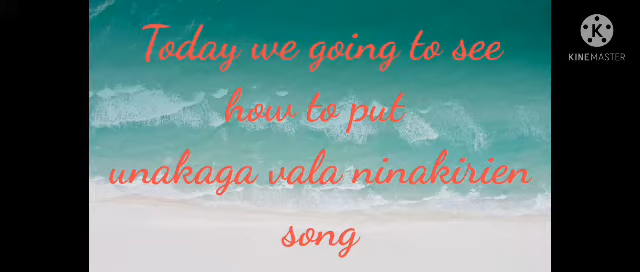 Today we going to see
how to put
unakaga vala ninakirien
song
KINEMASTER